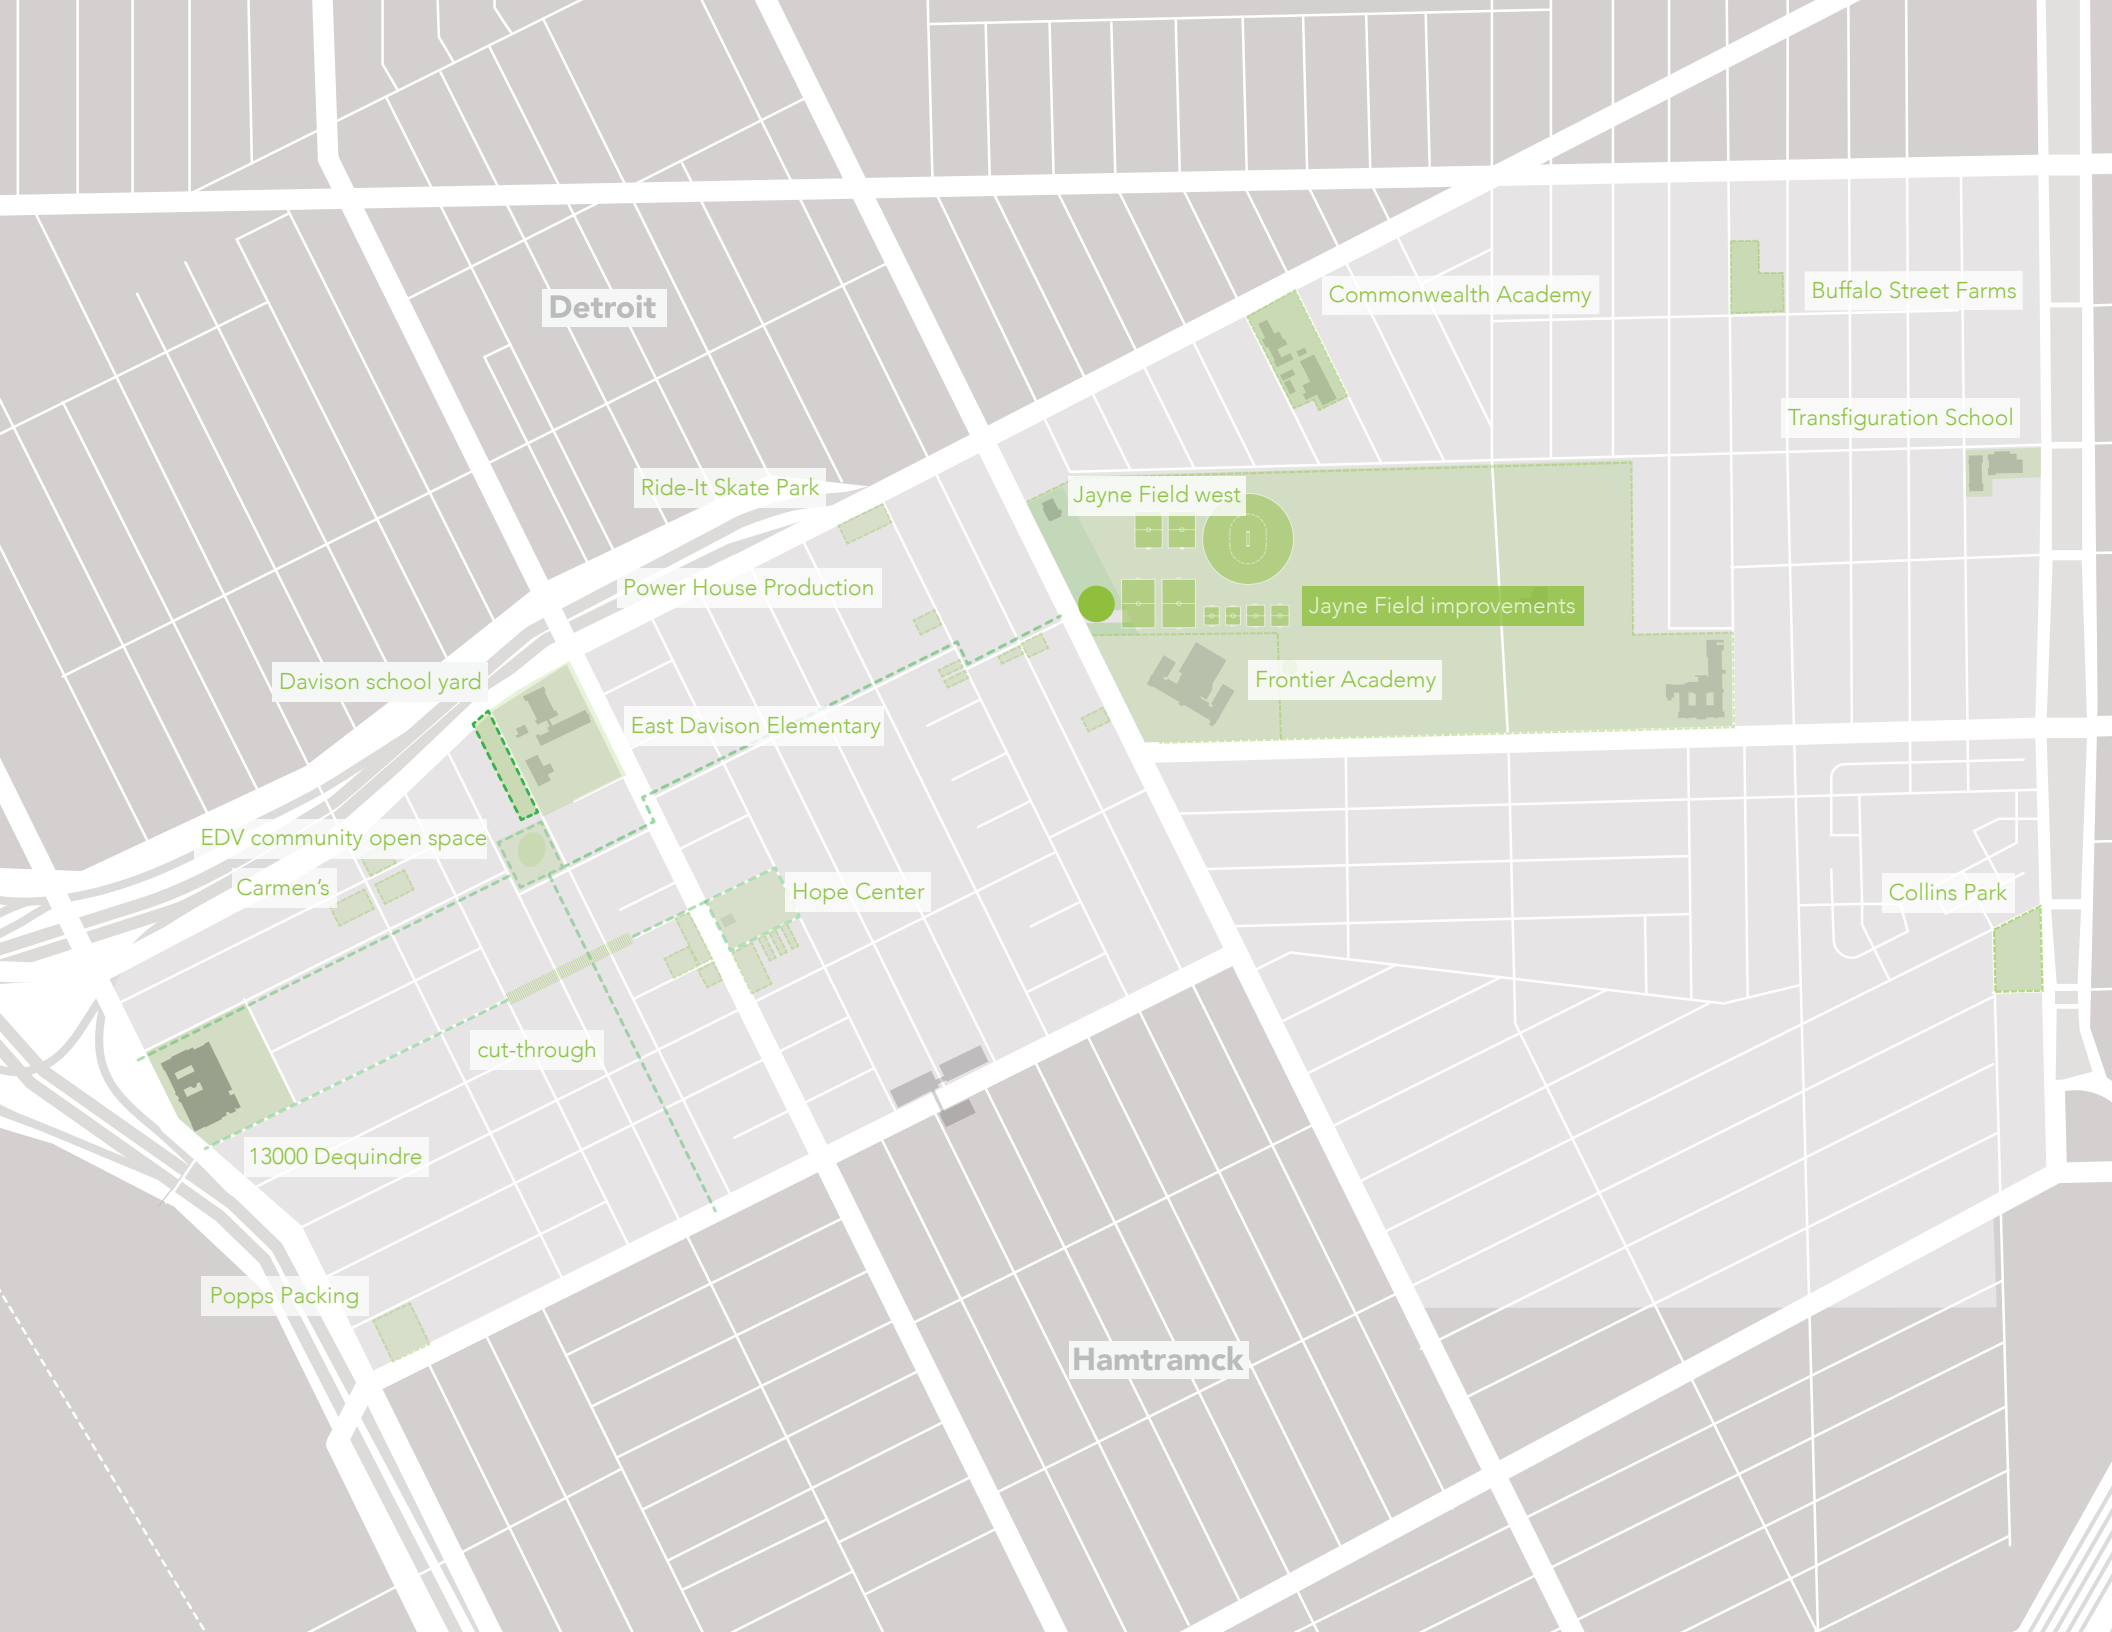 Buffalo Street Farms
Commonwealth Academy
Detroit
Transfiguration School
Ride-It Skate Park
Jayne Field west
Power House Production
Jayne Field improvements
Davison school yard
Frontier Academy
East Davison Elementary
EDV community open space
Carmen’s
Hope Center
Collins Park
cut-through
13000 Dequindre
Popps Packing
Hamtramck